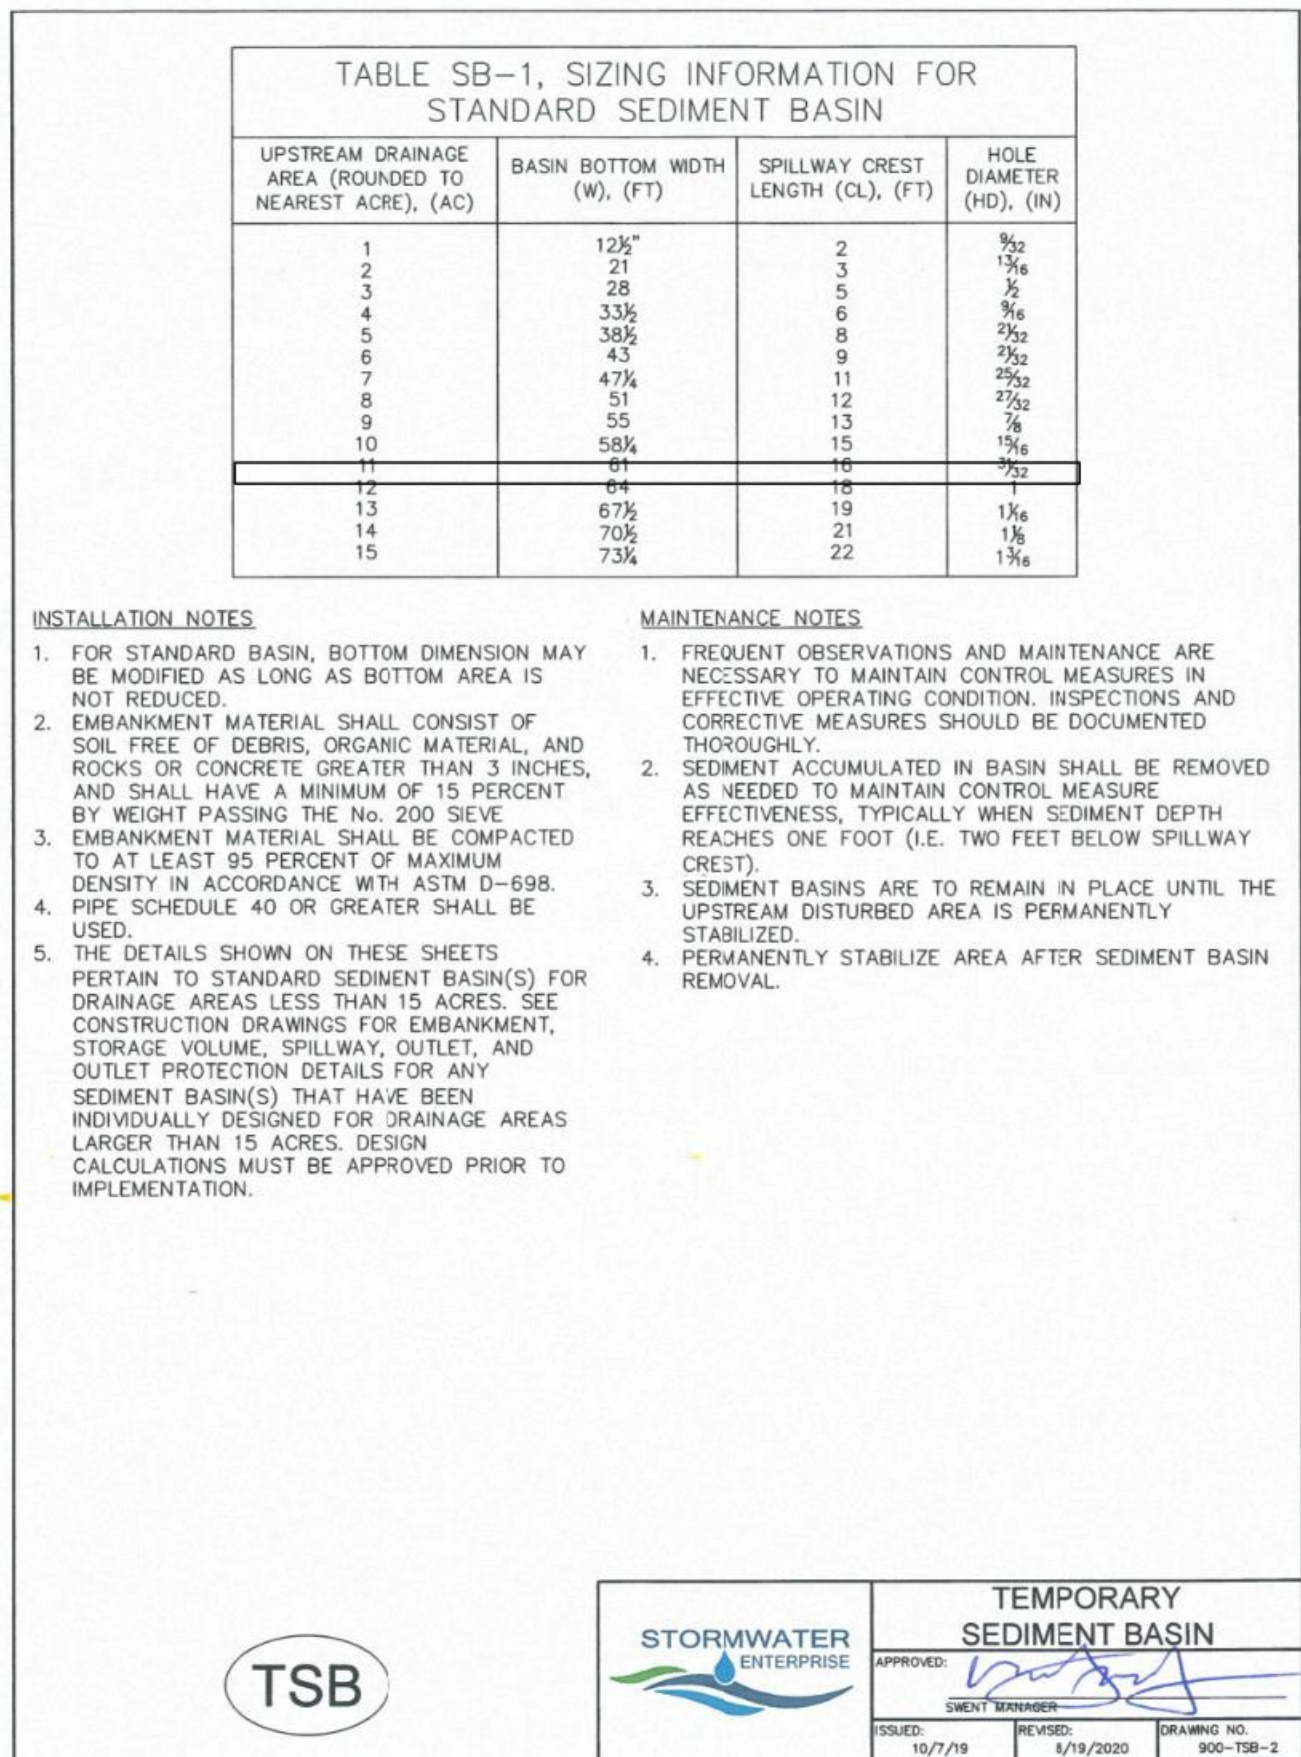 TABLE SB-1, SIZING INFORMATION FOR
STANDARD SEDIMENT BASIN
UPSTREAM DRAINAGE
AREA (ROUNDED TO
NEAREST ACRE), (AC)
BASIN BOTTOM WIDTH
(W), (FT)
SPILLWAY CREST
LENGTH (CL), (FT)
HOLE
DIAMETER
(HD), (IN)
1 12½" 2 9/32
2 21 3 13/16
3 28 5 ½
4 33½ 6 9/16
5 38½ 8 21/32
6 43 9 21/32
7 47¼ 11 25/32
8 51 12 27/32
9 55 13 7/8
10 58¼ 15 15/16
11 61 16 31/32
12 64 18 1
13 67½ 19 1 1/16
14 70½ 21 1 1/8
15 73¼ 22 1 3/16
INSTALLATION NOTES
1. FOR STANDARD BASIN, BOTTOM DIMENSION MAY
BE MODIFIED AS LONG AS BOTTOM AREA IS
NOT REDUCED.
2. EMBANKMENT MATERIAL SHALL CONSIST OF
SOIL FREE OF DEBRIS, ORGANIC MATERIAL, AND
ROCKS OR CONCRETE GREATER THAN 3 INCHES,
AND SHALL HAVE A MINIMUM OF 15 PERCENT
BY WEIGHT PASSING THE No. 200 SIEVE
3. EMBANKMENT MATERIAL SHALL BE COMPACTED
TO AT LEAST 95 PERCENT OF MAXIMUM
DENSITY IN ACCORDANCE WITH ASTM D-698.
4. PIPE SCHEDULE 40 OR GREATER SHALL BE
USED.
5. THE DETAILS SHOWN ON THESE SHEETS
PERTAIN TO STANDARD SEDIMENT BASIN(S) FOR
DRAINAGE AREAS LESS THAN 15 ACRES. SEE
CONSTRUCTION DRAWINGS FOR EMBANKMENT,
STORAGE VOLUME, SPILLWAY, OUTLET, AND
OUTLET PROTECTION DETAILS FOR ANY
SEDIMENT BASIN(S) THAT HAVE BEEN
INDIVIDUALLY DESIGNED FOR DRAINAGE AREAS
LARGER THAN 15 ACRES. DESIGN
CALCULATIONS MUST BE APPROVED PRIOR TO
IMPLEMENTATION.
MAINTENANCE NOTES
1. FREQUENT OBSERVATIONS AND MAINTENANCE ARE
NECESSARY TO MAINTAIN CONTROL MEASURES IN
EFFECTIVE OPERATING CONDITION. INSPECTIONS AND
CORRECTIVE MEASURES SHOULD BE DOCUMENTED
THOROUGHLY.
2. SEDIMENT ACCUMULATED IN BASIN SHALL BE REMOVED
AS NEEDED TO MAINTAIN CONTROL MEASURE
EFFECTIVENESS, TYPICALLY WHEN SEDIMENT DEPTH
REACHES ONE FOOT (I.E. TWO FEET BELOW SPILLWAY
CREST).
3. SEDIMENT BASINS ARE TO REMAIN IN PLACE UNTIL THE
UPSTREAM DISTURBED AREA IS PERMANENTLY
STABILIZED.
4. PERMANENTLY STABILIZE AREA AFTER SEDIMENT BASIN
REMOVAL.
TSB
STORMWATER
ENTERPRISE
TEMPORARY
SEDIMENT BASIN
APPROVED:
SWENT MANAGER
ISSUED:
10/7/19
REVISED:
8/19/2020
DRAWING NO.
900-TSB-2